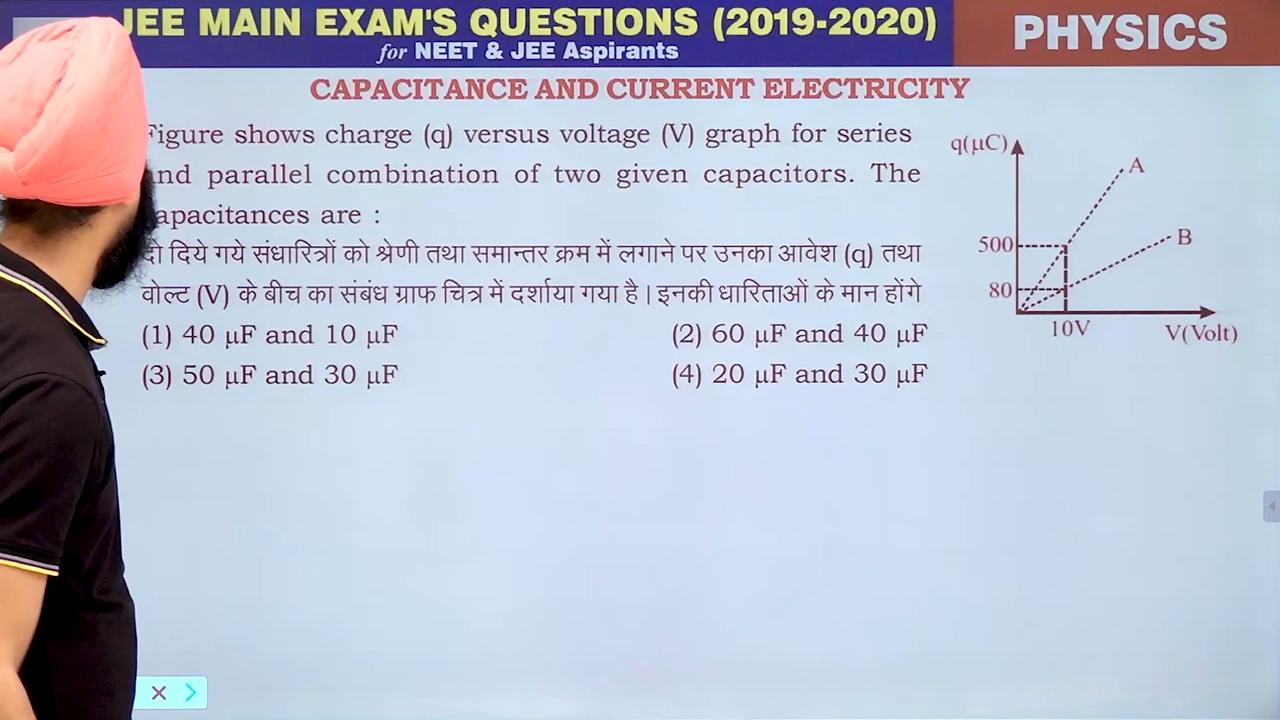 JEE MAIN EXAM'S QUESTIONS (2019-2020)
for NEET & JEE Aspirants
PHYSICS
CAPACITANCE AND CURRENT ELECTRICITY
Figure shows charge (q) versus voltage (V) graph for series
and parallel combination of two given capacitors. The
capacitances are :
दो दिये गये संधारित्रों को श्रेणी तथा समान्तर क्रम में लगाने पर उनका आवेश (q) तथा
वोल्ट (V) के बीच का संबंध ग्राफ चित्र में दर्शाया गया है। इनकी धारिताओं के मान होंगे
(1) 40 μF and 10 μF
(2) 60 μF and 40 μF
(3) 50 μF and 30 μF
(4) 20 μF and 30 μF
q(μC)
A
500
B
80
10V
V(Volt)